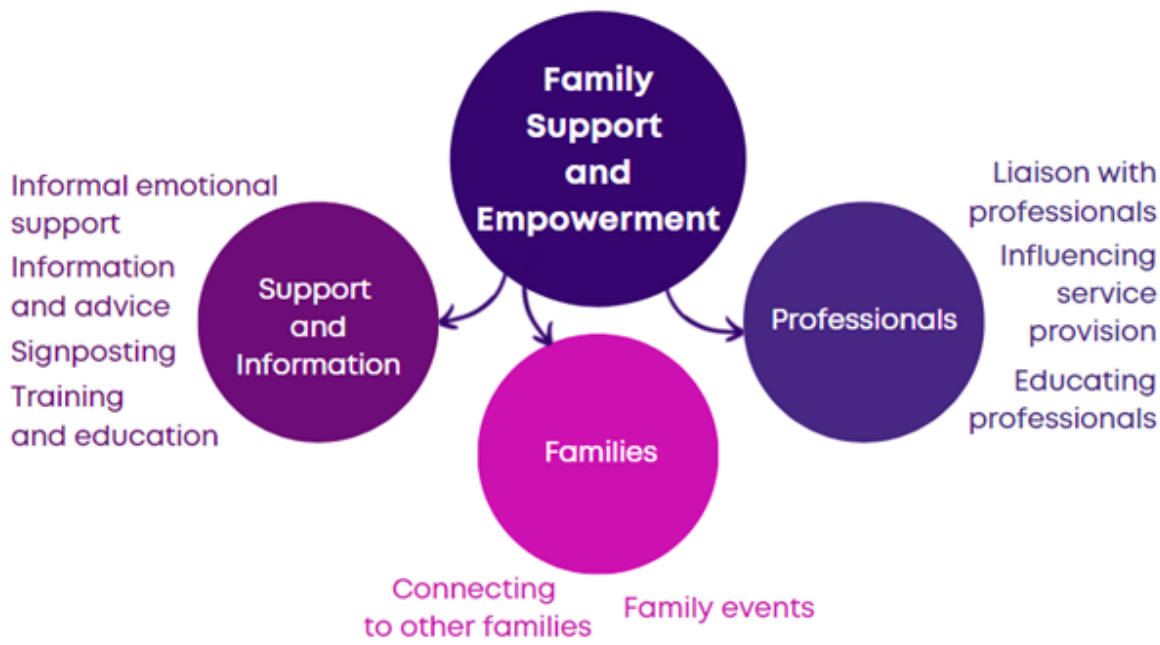 Family
Support
and
Empowerment
Informal emotional
support
Information
and advice
Signposting
Training
and education
Support
and
Information
Families
Connecting
to other families
Family events
Professionals
Liaison with
professionals
Influencing
service
provision
Educating
professionals